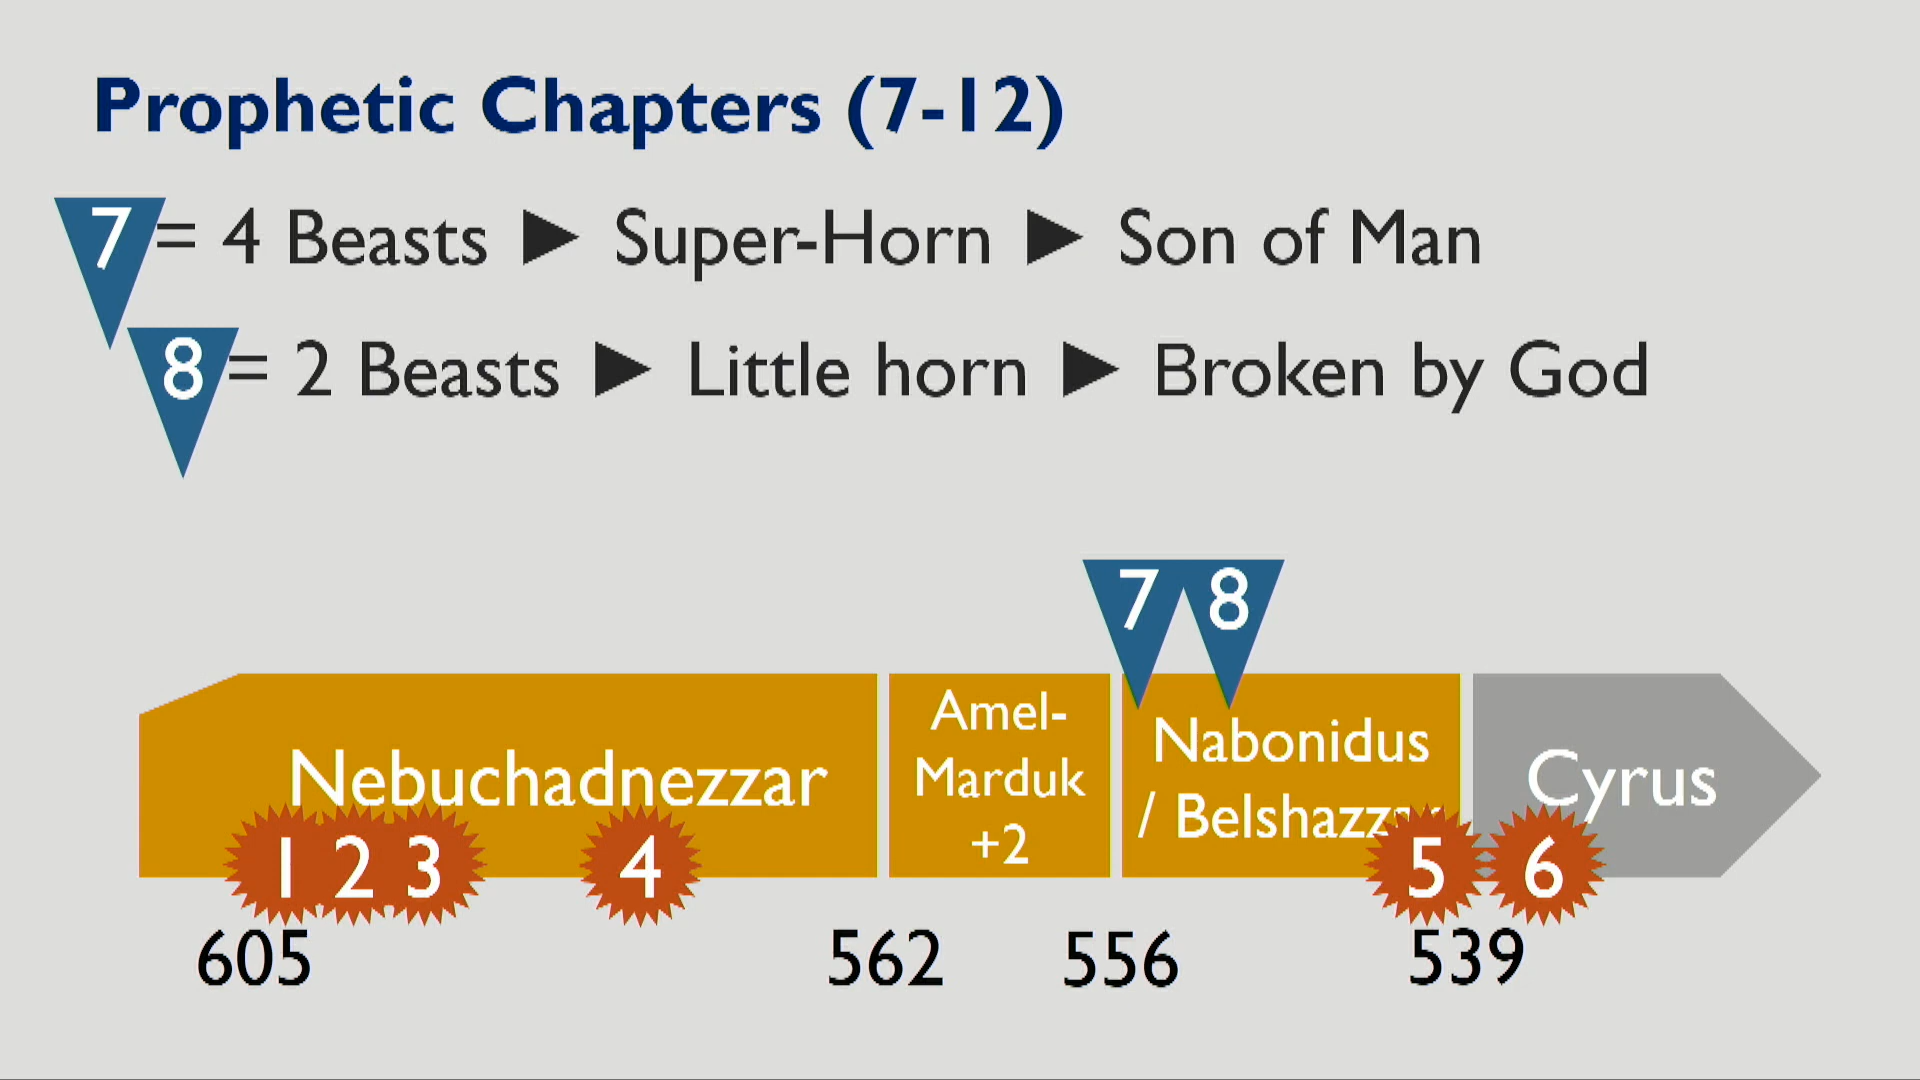 Prophetic Chapters (7-12)
7 = 4 Beasts ► Super-Horn ► Son of Man
8 = 2 Beasts ► Little horn ► Broken by God
7 8
Nebuchadnezzar
Amel-
Marduk
+2
Nabonidus
/ Belshazzar
Cyrus
1 2 3 4 5 6
605 562 556 539